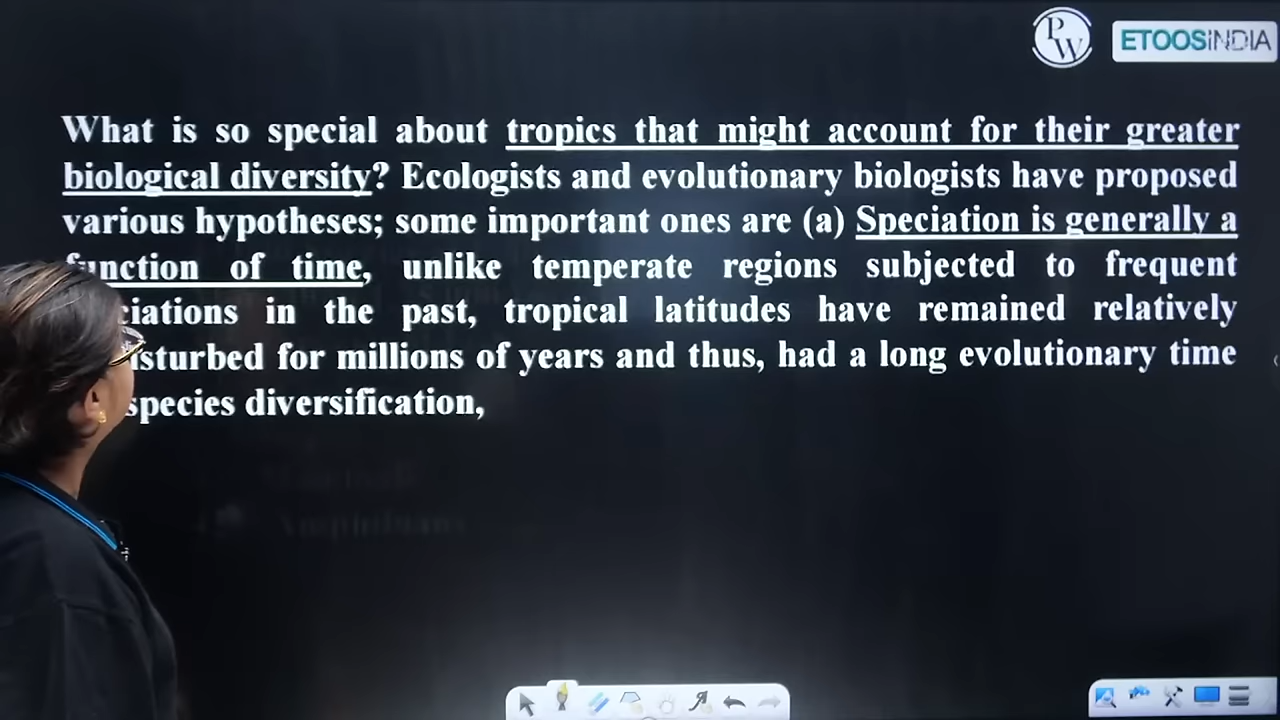 PW
ETOOSINDIA
What is so special about tropics that might account for their greater
biological diversity? Ecologists and evolutionary biologists have proposed
various hypotheses; some important ones are (a) Speciation is generally a
function of time, unlike temperate regions subjected to frequent
ciations in the past, tropical latitudes have remained relatively
isturbed for millions of years and thus, had a long evolutionary time
species diversification,
Amphibians